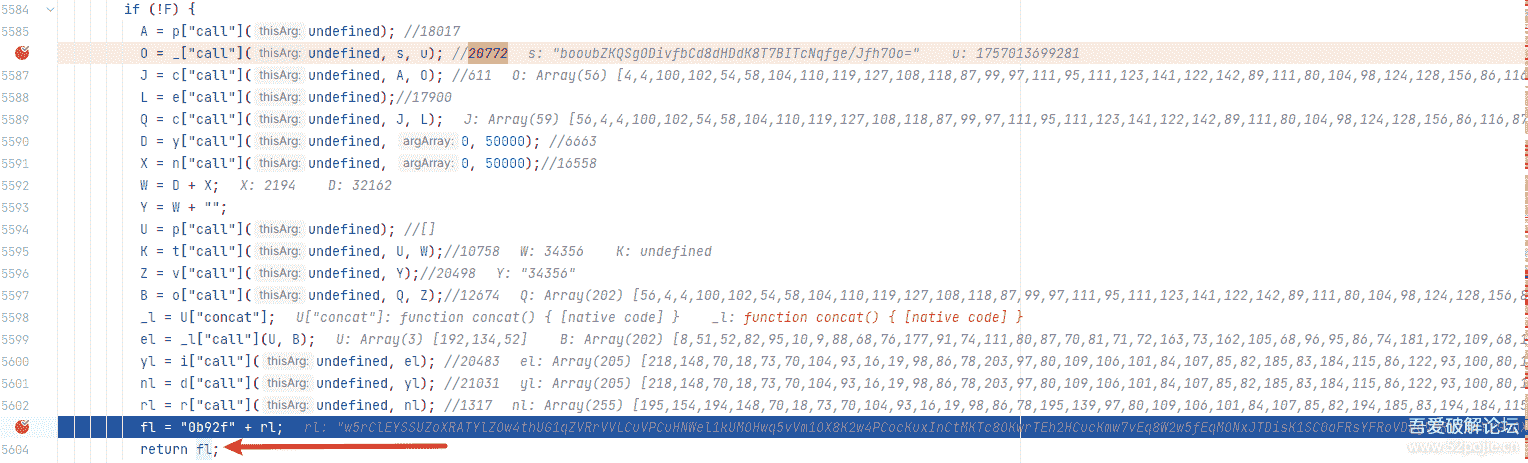 5584 if (!F) {
5585 A = p["call"]( thisArg: undefined); //18017
O = _["call"]( thisArg: undefined, s, u); //20772 s: "booubZKQSgODivfbCd8dHDdK8T7BITcNqfge/Jfh70o=" u: 1757013699281
5587 J = c["call"]( thisArg: undefined, A, O); //611 O: Array(56) [4,4,100,102,54,58,104,110,119,127,108,118,87,99,97,111,95,111,123,141,122,142,89,111,80,104,98,124,128,156,86,116
5588 L = e["call"]( thisArg: undefined);//17900
5589 Q = c["call"]( thisArg: undefined, J, L); J: Array(59) [56,4,4,100,102,54,58,104,110,119,127,108,118,87,99,97,111,95,111,123,141,122,142,89,111,80,104,98,124,128,156,86,116,87
5590 D = y["call"]( thisArg: undefined, argArray: 0, 50000); //6663
5591 X = n["call"]( thisArg: undefined, argArray: 0, 50000);//16558
5592 W = D + X; X: 2194 D: 32162
5593 Y = W + "";
5594 U = p["call"]( thisArg: undefined); //[]
5595 K = t["call"]( thisArg: undefined, U, W);//10758 W: 34356 K: undefined
5596 Z = v["call"]( thisArg: undefined, Y);//20498 Y: "34356"
5597 B = o["call"]( thisArg: undefined, Q, Z);//12674 Q: Array(202) [56,4,4,100,102,54,58,104,110,119,127,108,118,87,99,97,111,95,111,123,141,122,142,89,111,80,104,98,124,128,156,8
5598 _l = U["concat"]; U["concat"]: function concat() { [native code] } _l: function concat() { [native code] }
5599 el = _l["call"](U, B); U: Array(3) [192,134,52] B: Array(202) [8,51,52,82,95,10,9,88,68,76,177,91,74,111,80,87,70,81,71,72,163,73,162,105,68,96,95,86,74,181,172,109,68,1
5600 yl = i["call"]( thisArg: undefined, el); //20483 el: Array(205) [218,148,70,18,73,70,104,93,16,19,98,86,78,203,97,80,109,106,101,84,107,85,82,185,83,184,115,86,122,93,100,80,1
5601 nl = d["call"]( thisArg: undefined, yl); //21031 yl: Array(205) [218,148,70,18,73,70,104,93,16,19,98,86,78,203,97,80,109,106,101,84,107,85,82,185,83,184,115,86,122,93,100,80,1
5602 rl = r["call"]( thisArg: undefined, nl); //1317 nl: Array(255) [195,154,194,148,70,18,73,70,104,93,16,19,98,86,78,195,139,97,80,109,106,101,84,107,85,82,194,185,83,194,184,115
fl = "0b92f" + rl;
5604 return fl;
吾爱破解论坛
www.52pojie.cn